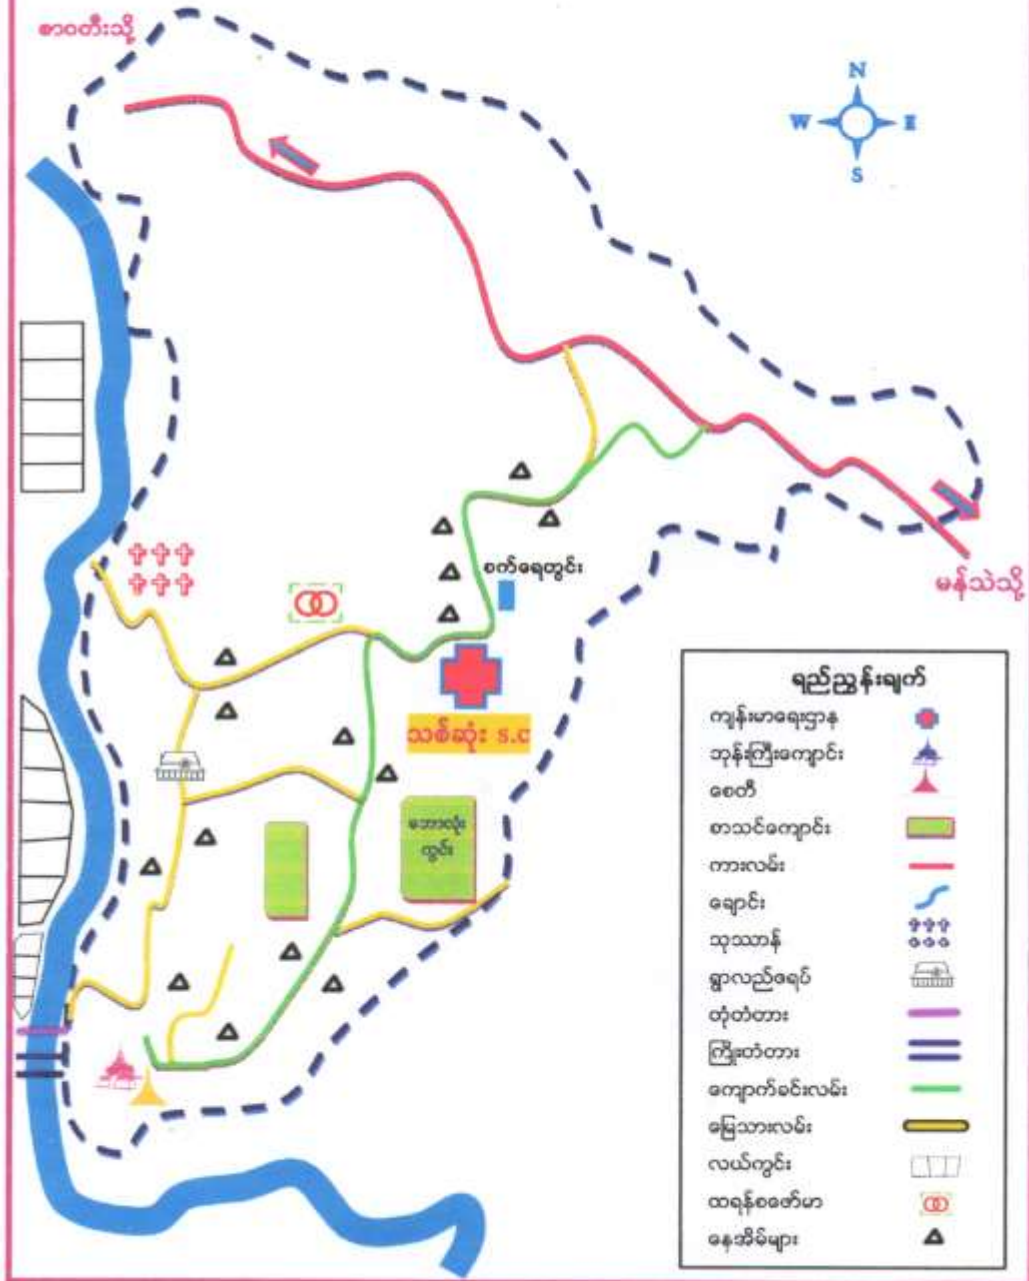 စာဝတီးသို့
N
W E
S
စက်ရေတွင်း
မန်သဲသို့
သစ်ဆုံး s.c
ဘောလုံး
ကွင်း
ရည်ညွှန်းချက်
ကျန်းမာရေးဌာန
ဘုန်းကြီးကျောင်း
စေတီ
စာသင်ကျောင်း
ကားလမ်း
ချောင်း
သုဿာန်
ရွာလည်ဇရပ်
တုံတံတား
ကြိုးတံတား
ကျောက်ခင်းလမ်း
မြေသားလမ်း
လယ်ကွင်း
ထရန်စဖော်မာ
နေအိမ်များ